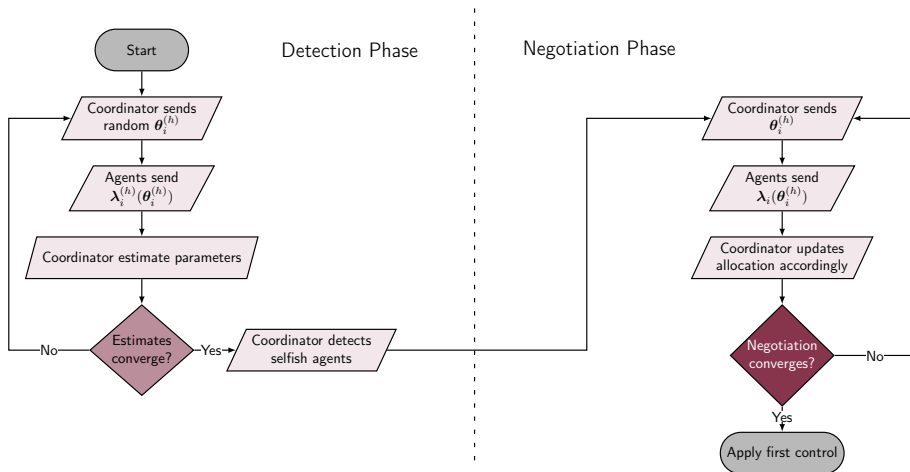 Detection Phase
Negotiation Phase
Start
Coordinator sends
random θ_i^(h)
Agents send
λ_i^(h)(θ_i^(h))
Coordinator estimate parameters
Estimates
converge?
No
Yes
Coordinator detects
selfish agents
Coordinator sends
θ_i^(h)
Agents send
λ_i(θ_i^(h))
Coordinator updates
allocation accordingly
Negotiation
converges?
No
Yes
Apply first control